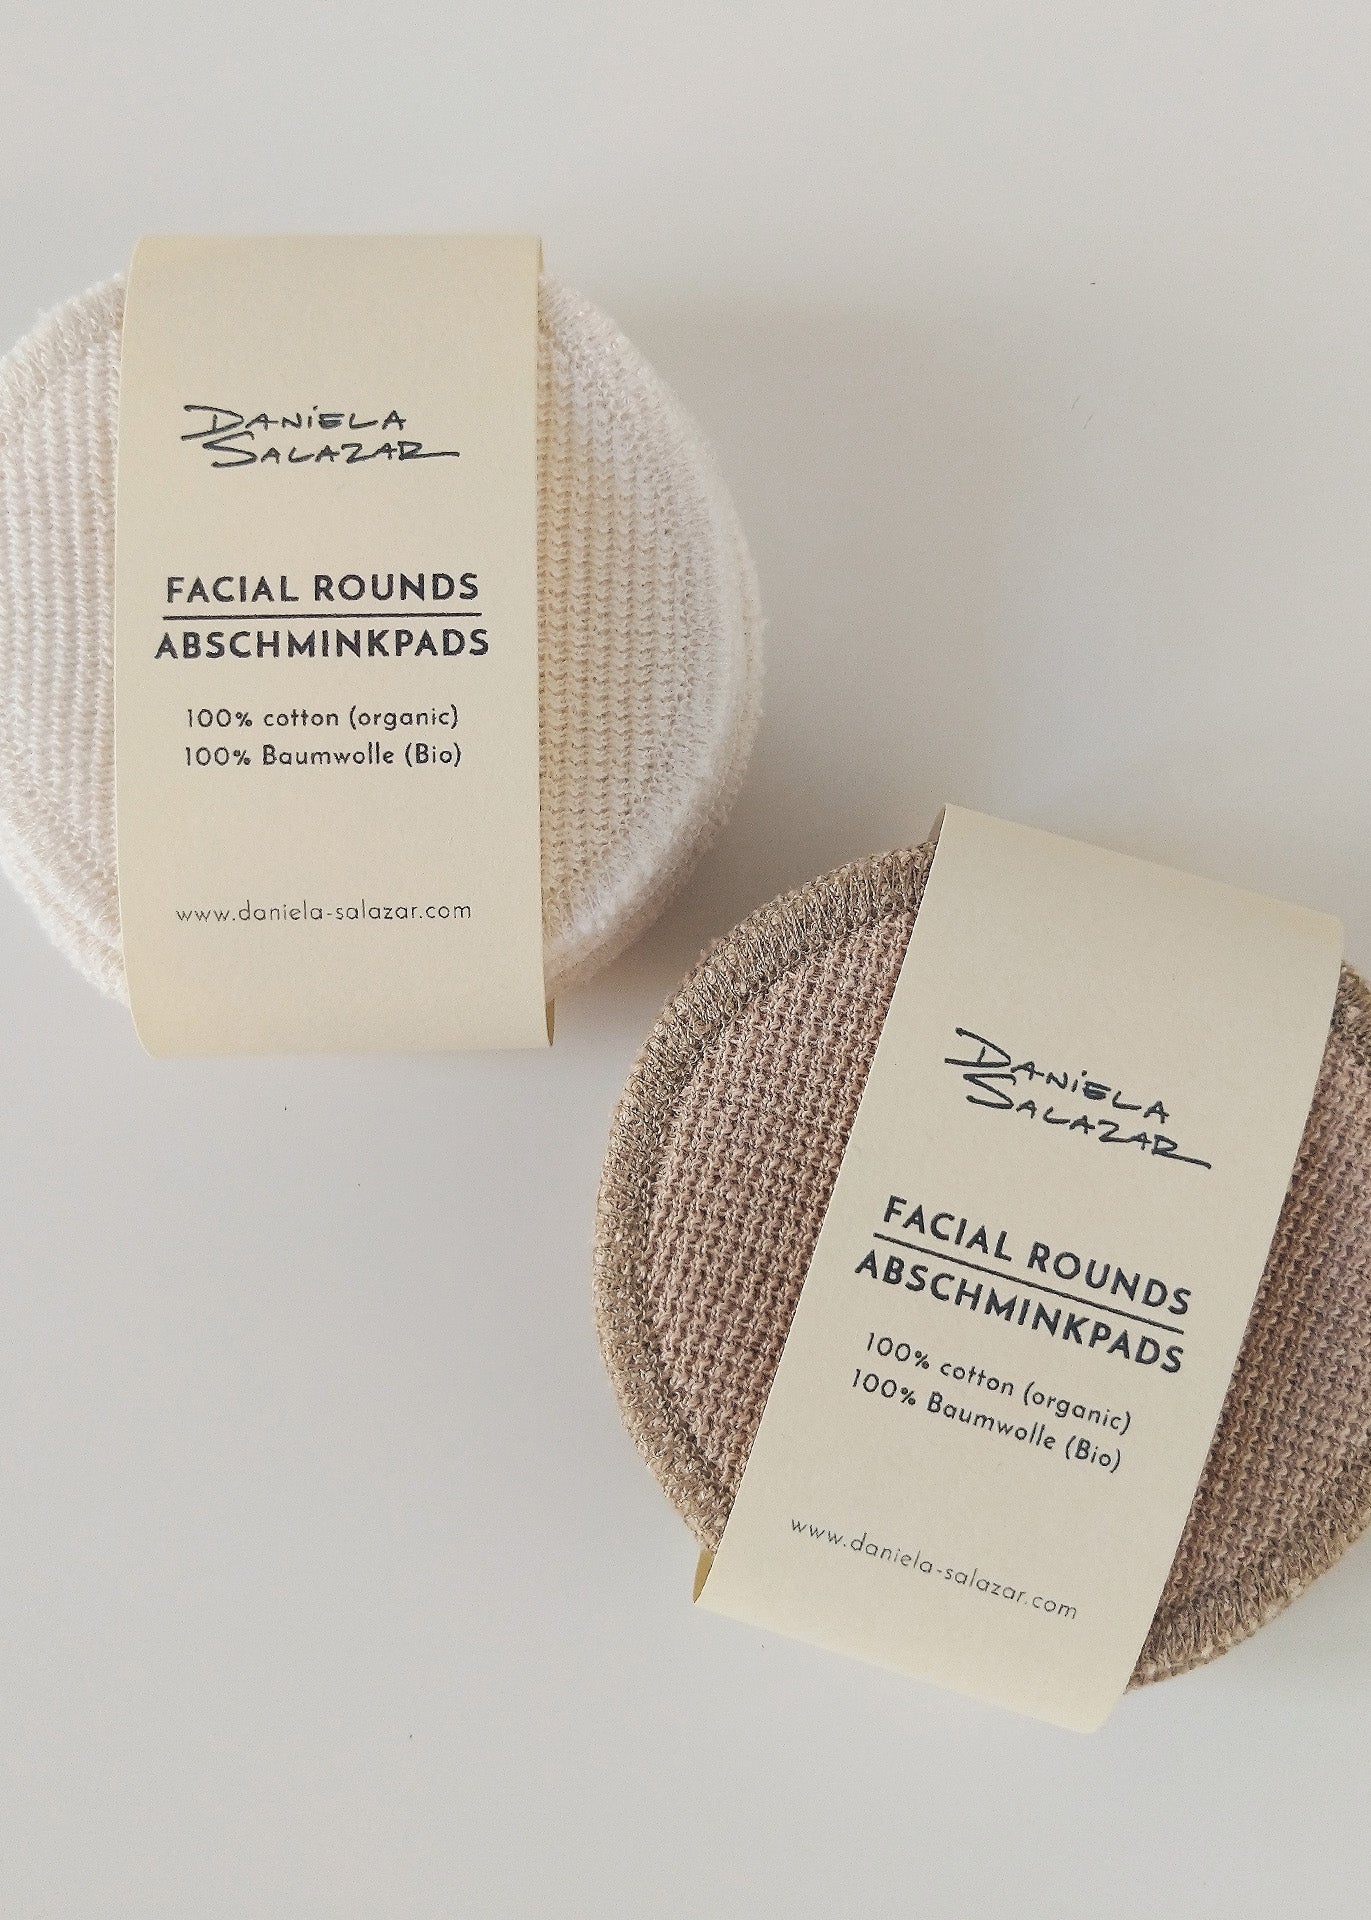 DANiELA
SALAZAR
FACIAL ROUNDS
ABSCHMINKPADS
100% cotton (organic)
100% Baumwolle (Bio)
www.daniela-salazar.com
DANiELA
SALAZAR
FACIAL ROUNDS
ABSCHMINKPADS
100% cotton (organic)
100% Baumwolle (Bio)
www.daniela-salazar.com